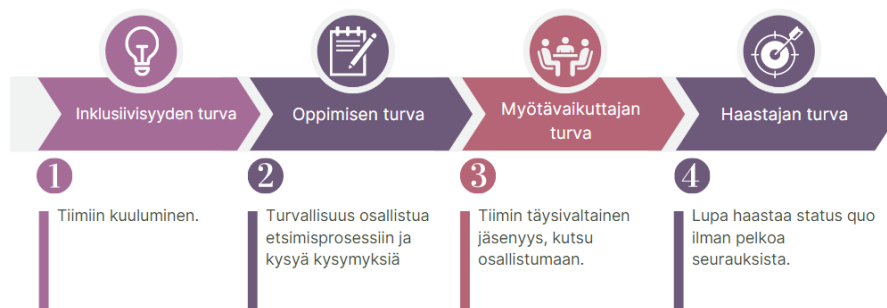 Inklusiivisyyden turva
Oppimisen turva
Myötävaikuttajan
turva
Haastajan turva
1
Tiimiin kuuluminen.
2
Turvallisuus osallistua
etsimisprosessiin ja
kysyä kysymyksiä
3
Tiimin täysivaltainen
jäsenyys, kutsu
osallistumaan.
4
Lupa haastaa status quo
ilman pelkoa
seurauksista.